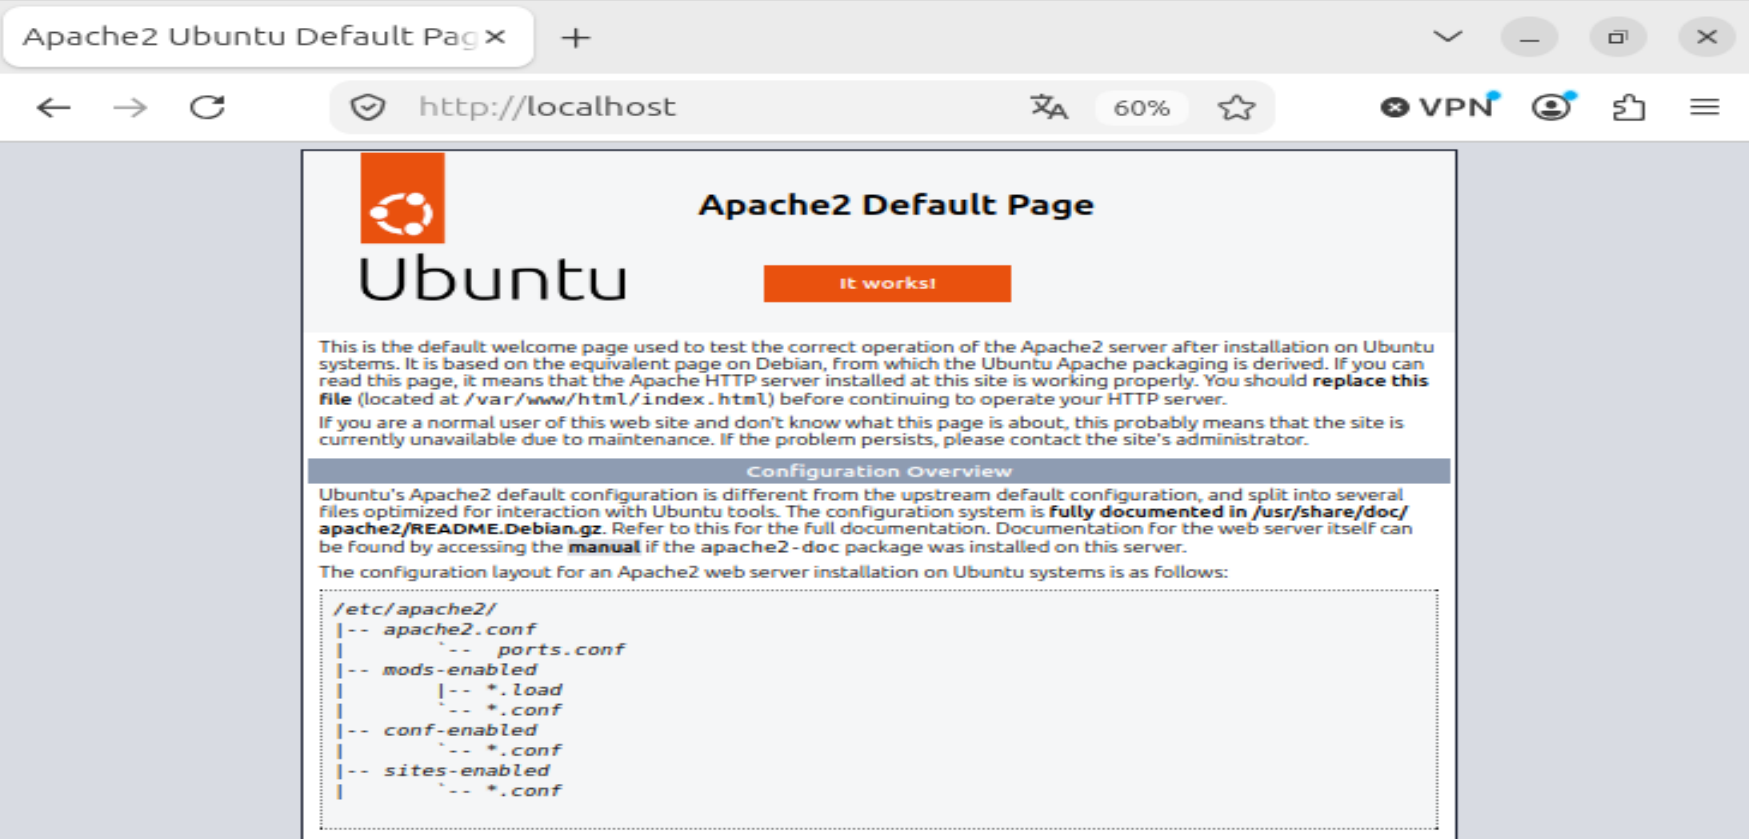 Apache2 Ubuntu Default Pag
http://localhost
60%
VPN
Apache2 Default Page
Ubuntu
It works!
This is the default welcome page used to test the correct operation of the Apache2 server after installation on Ubuntu
systems. It is based on the equivalent page on Debian, from which the Ubuntu Apache packaging is derived. If you can
read this page, it means that the Apache HTTP server installed at this site is working properly. You should replace this
file (located at /var/www/html/index.html) before continuing to operate your HTTP server.
If you are a normal user of this web site and don't know what this page is about, this probably means that the site is
currently unavailable due to maintenance. If the problem persists, please contact the site's administrator.
Configuration Overview
Ubuntu's Apache2 default configuration is different from the upstream default configuration, and split into several
files optimized for interaction with Ubuntu tools. The configuration system is fully documented in /usr/share/doc/
apache2/README.Debian.gz. Refer to this for the full documentation. Documentation for the web server itself can
be found by accessing the manual if the apache2-doc package was installed on this server.
The configuration layout for an Apache2 web server installation on Ubuntu systems is as follows:
/etc/apache2/
|-- apache2.conf
|       `--  ports.conf
|-- mods-enabled
|       |-- *.load
|       `-- *.conf
|-- conf-enabled
|       `-- *.conf
|-- sites-enabled
|       `-- *.conf